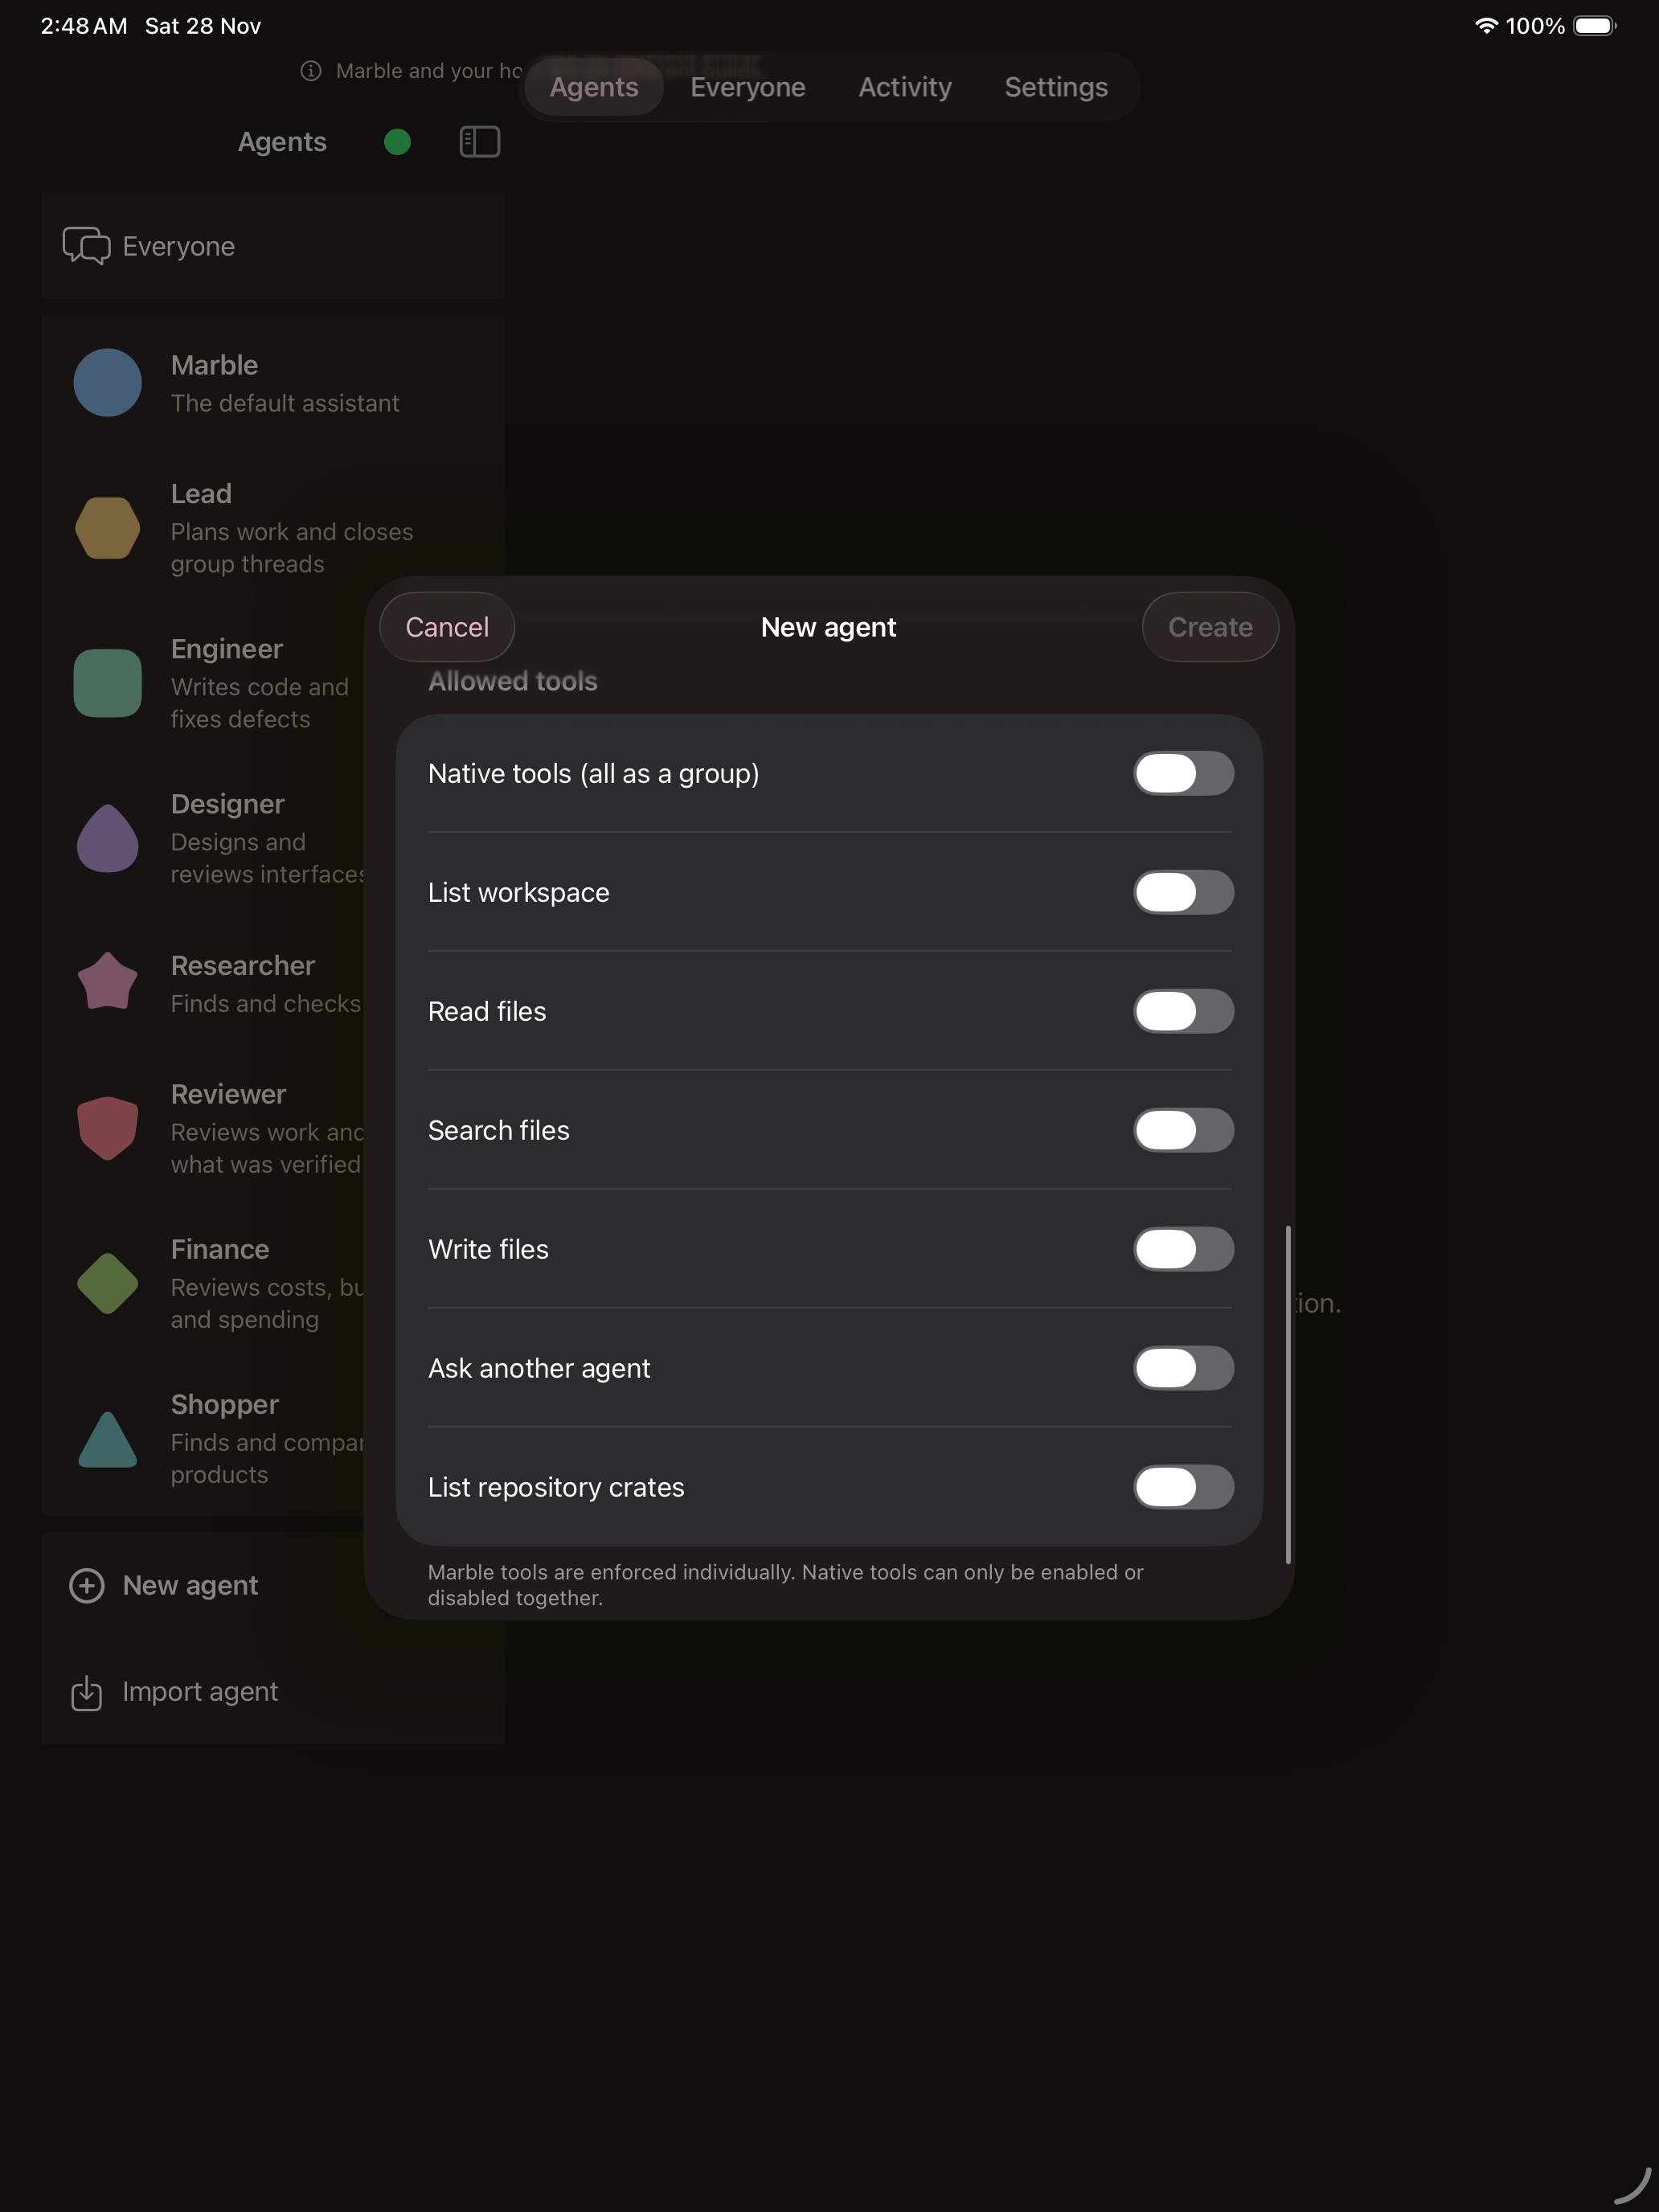 2:48 AM Sat 28 Nov
100%
Marble and your ho
Agents Everyone Activity Settings
Agents
Everyone
Marble
The default assistant
Lead
Plans work and closes
group threads
Engineer
Writes code and
fixes defects
Designer
Designs and
reviews interfaces
Researcher
Finds and checks
Reviewer
Reviews work and
what was verified
Finance
Reviews costs, bu
and spending
Shopper
Finds and compar
products
New agent
Import agent
Cancel
New agent
Create
Allowed tools
Native tools (all as a group)
List workspace
Read files
Search files
Write files
Ask another agent
List repository crates
Marble tools are enforced individually. Native tools can only be enabled or
disabled together.
tion.